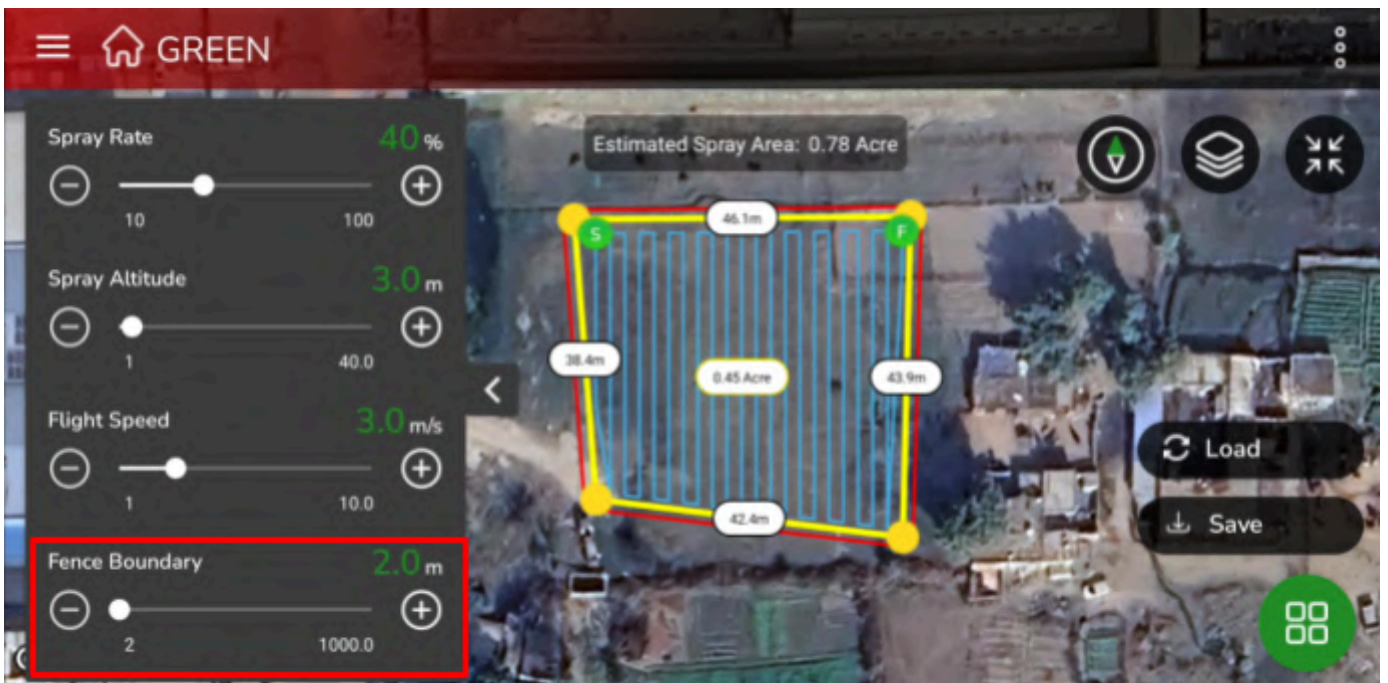 GREEN
Spray Rate 40 %
10 100
Estimated Spray Area: 0.78 Acre
Spray Altitude 3.0 m
1 40.0
Flight Speed 3.0 m/s
1 10.0
Fence Boundary 2.0 m
2 1000.0
46.1m
S F
38.4m
0.45 Acre
43.9m
42.4m
Load
Save